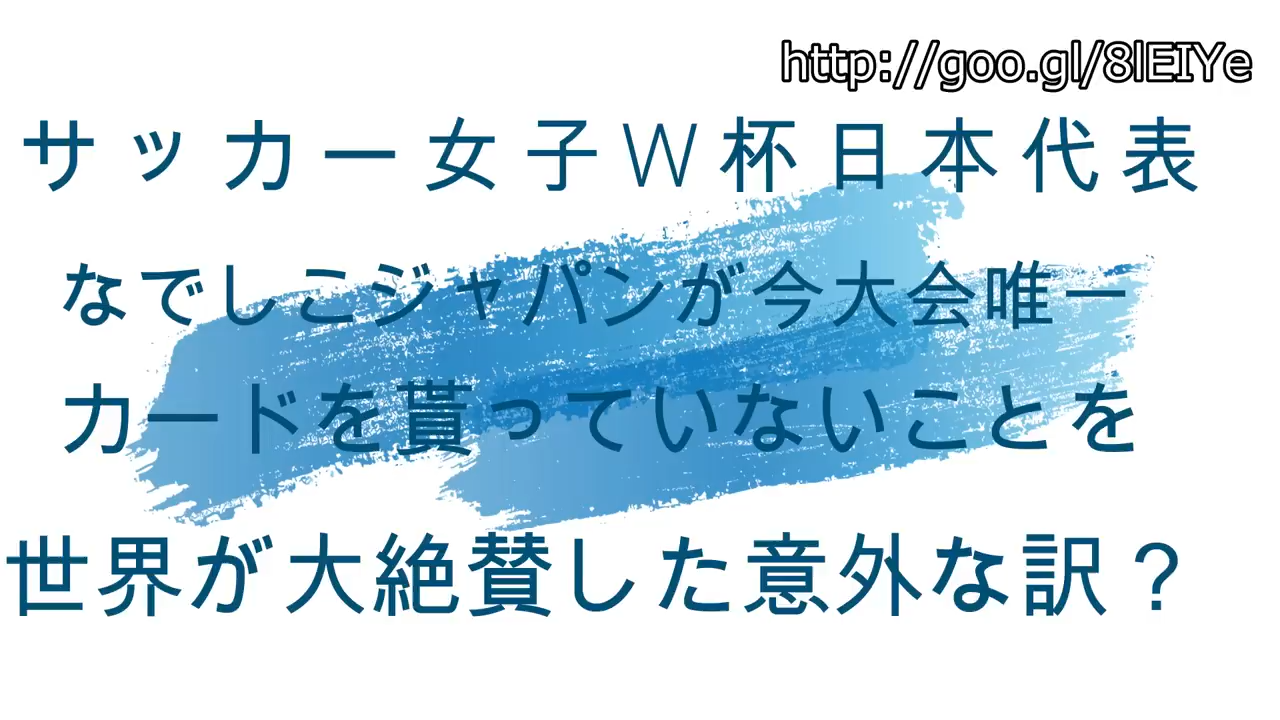 http://goo.gl/8lEIYe
サッカー女子W杯日本代表
なでしこジャパンが今大会唯一
カードを貰っていないことを
世界が大絶賛した意外な訳？